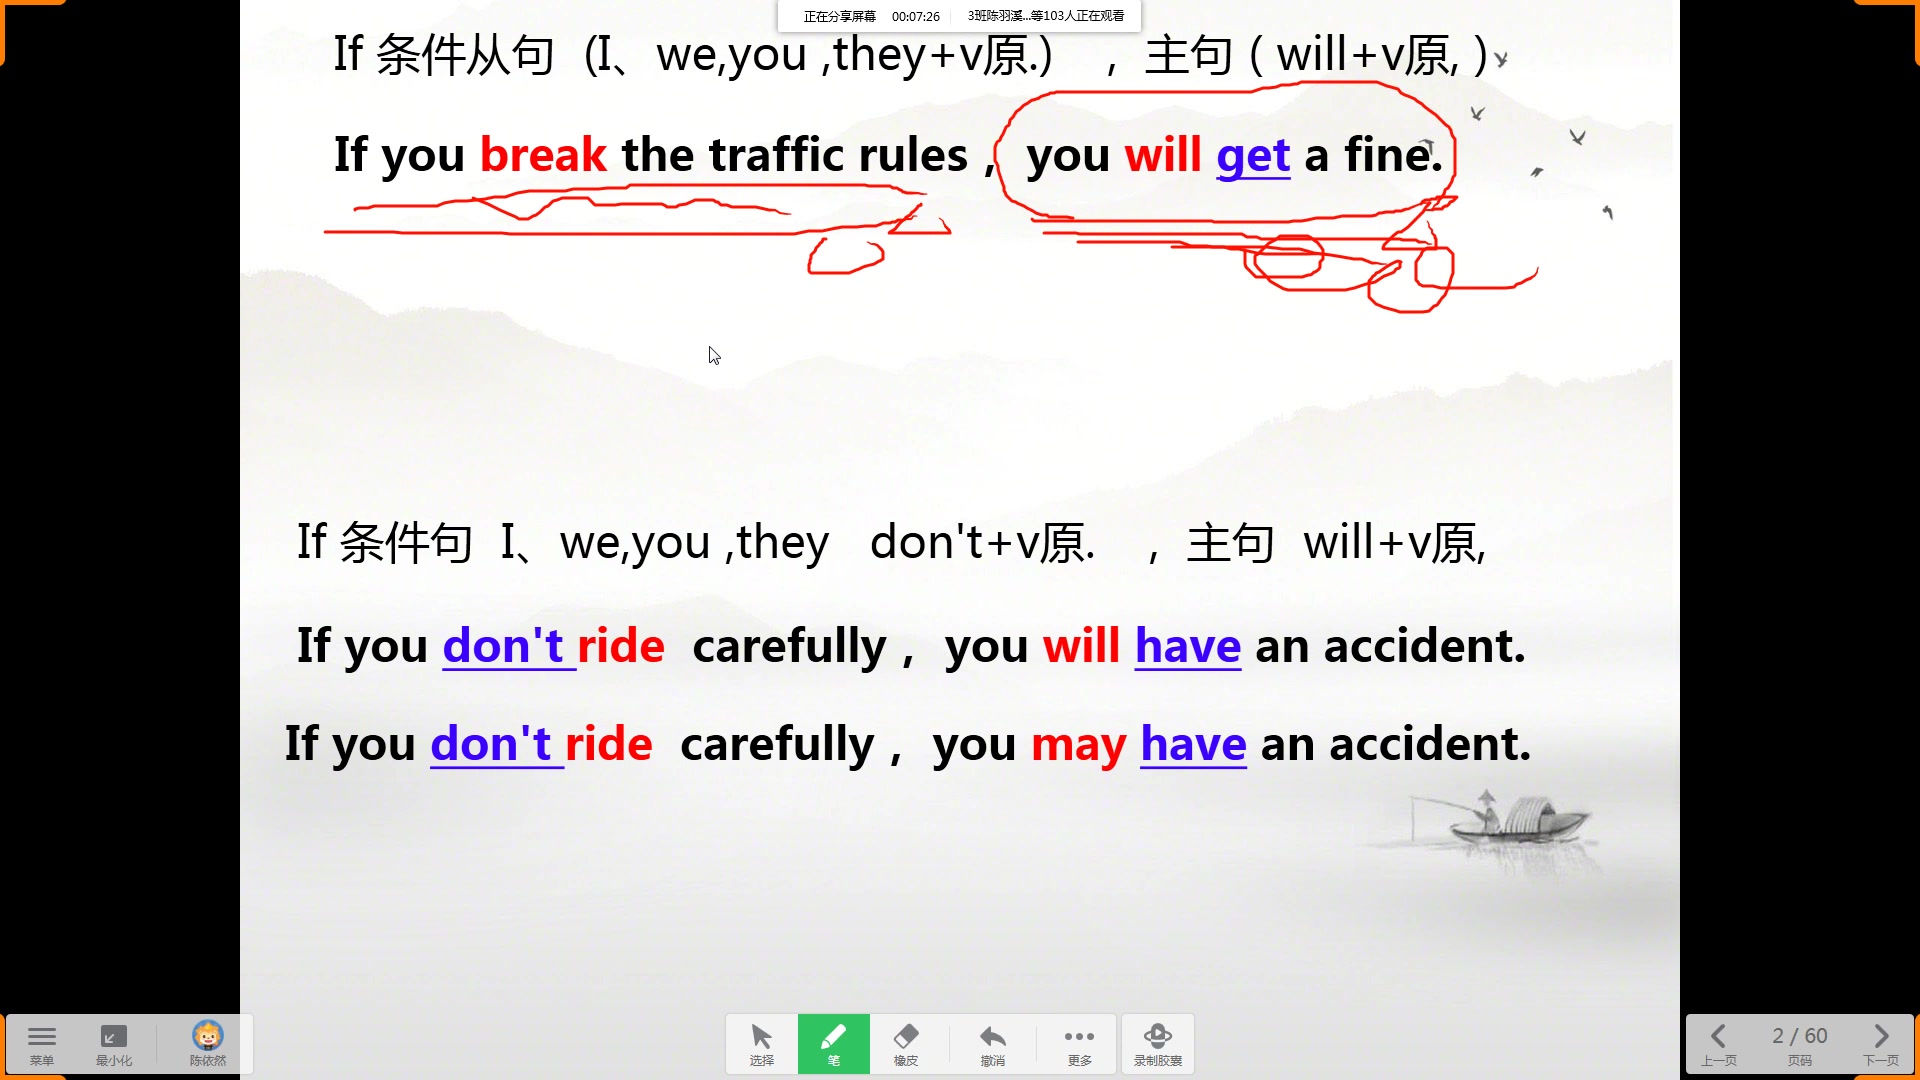 正在分享屏幕 00:07:26 3班陈羽溪...等103人正在观看
If 条件从句 (I、we,you ,they+v原.) ,主句 ( will+v原, )
If you break the traffic rules, you will get a fine.
If 条件句 I、we,you ,they don't+v原. ,主句 will+v原,
If you don't ride carefully, you will have an accident.
If you don't ride carefully, you may have an accident.
菜单 最小化 陈依然 选择 笔 橡皮 撤消 更多 录制胶囊 上一页 2 / 60 页码 下一页